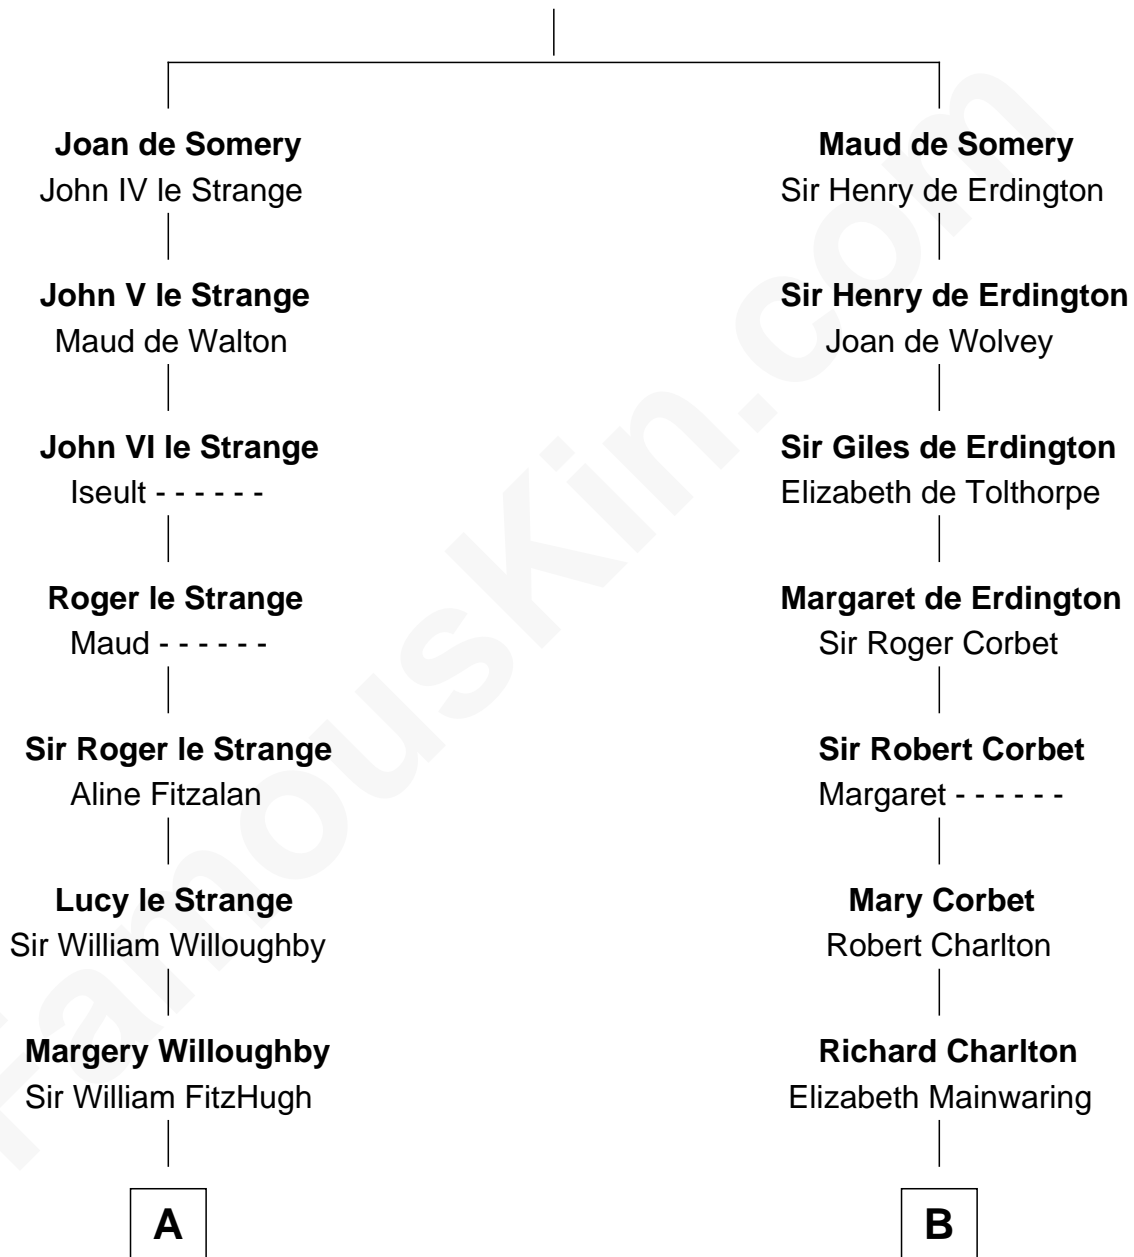 Joan de Somery
John IV le Strange
John V le Strange
Maud de Walton
John VI le Strange
Iseult - - - - - -
Roger le Strange
Maud - - - - - -
Sir Roger le Strange
Aline Fitzalan
Lucy le Strange
Sir William Willoughby
Margery Willoughby
Sir William FitzHugh
A
Maud de Somery
Sir Henry de Erdington
Sir Henry de Erdington
Joan de Wolvey
Sir Giles de Erdington
Elizabeth de Tolthorpe
Margaret de Erdington
Sir Roger Corbet
Sir Robert Corbet
Margaret - - - - - -
Mary Corbet
Robert Charlton
Richard Charlton
Elizabeth Mainwaring
B
FamousKin.com